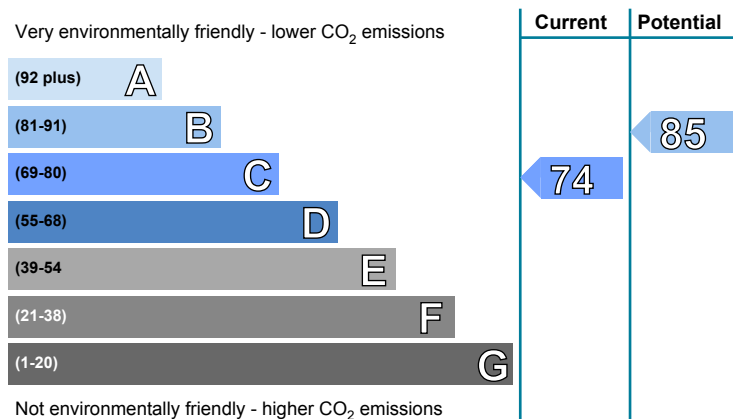 Current Potential
Very environmentally friendly - lower CO₂ emissions
(92 plus) A
(81-91) B 85
(69-80) C 74
(55-68) D
(39-54 E
(21-38) F
(1-20) G
Not environmentally friendly - higher CO₂ emissions